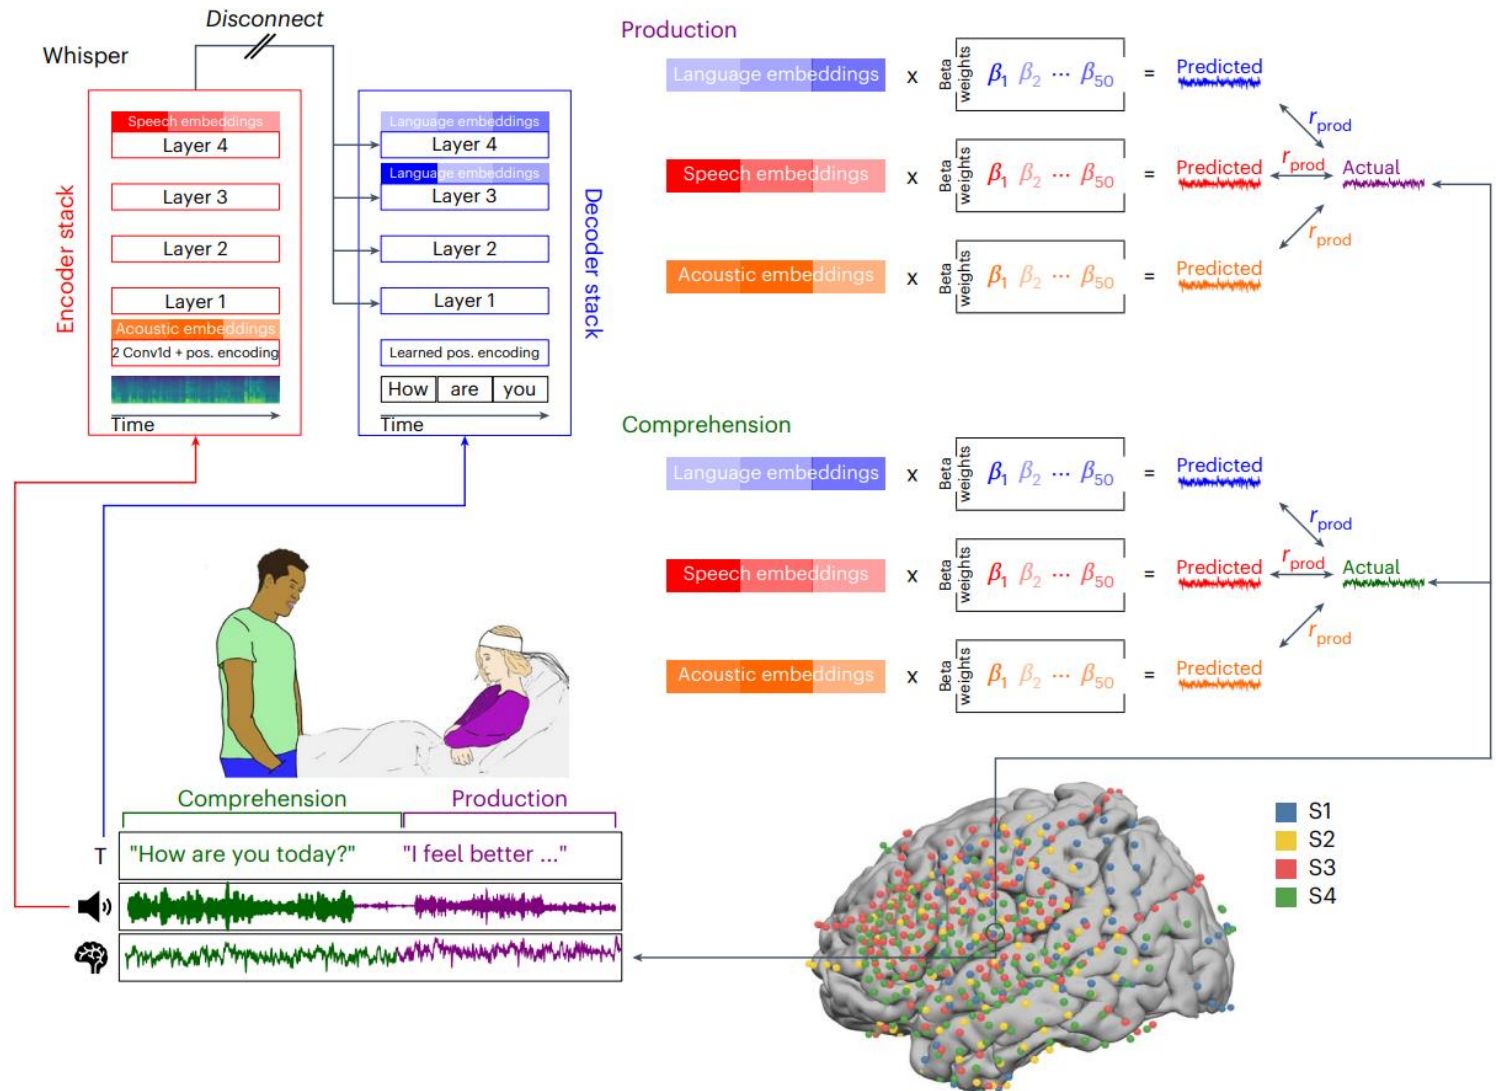 Disconnect
Whisper
Encoder stack
Speech embeddings
Layer 4
Layer 3
Layer 2
Layer 1
Acoustic embeddings
2 Conv1d + pos. encoding
Time
Language embeddings
Layer 4
Language embeddings
Layer 3
Layer 2
Layer 1
Learned pos. encoding
How are you
Time
Decoder stack
Production
Language embeddings x Beta weights β1 β2 ... β50 = Predicted
rprod
Speech embeddings x Beta weights β1 β2 ... β50 = Predicted rprod Actual
rprod
Acoustic embeddings x Beta weights β1 β2 ... β50 = Predicted
Comprehension
Language embeddings x Beta weights β1 β2 ... β50 = Predicted
rprod
Speech embeddings x Beta weights β1 β2 ... β50 = Predicted rprod Actual
rprod
Acoustic embeddings x Beta weights β1 β2 ... β50 = Predicted
Comprehension Production
T "How are you today?" "I feel better ..."
S1
S2
S3
S4